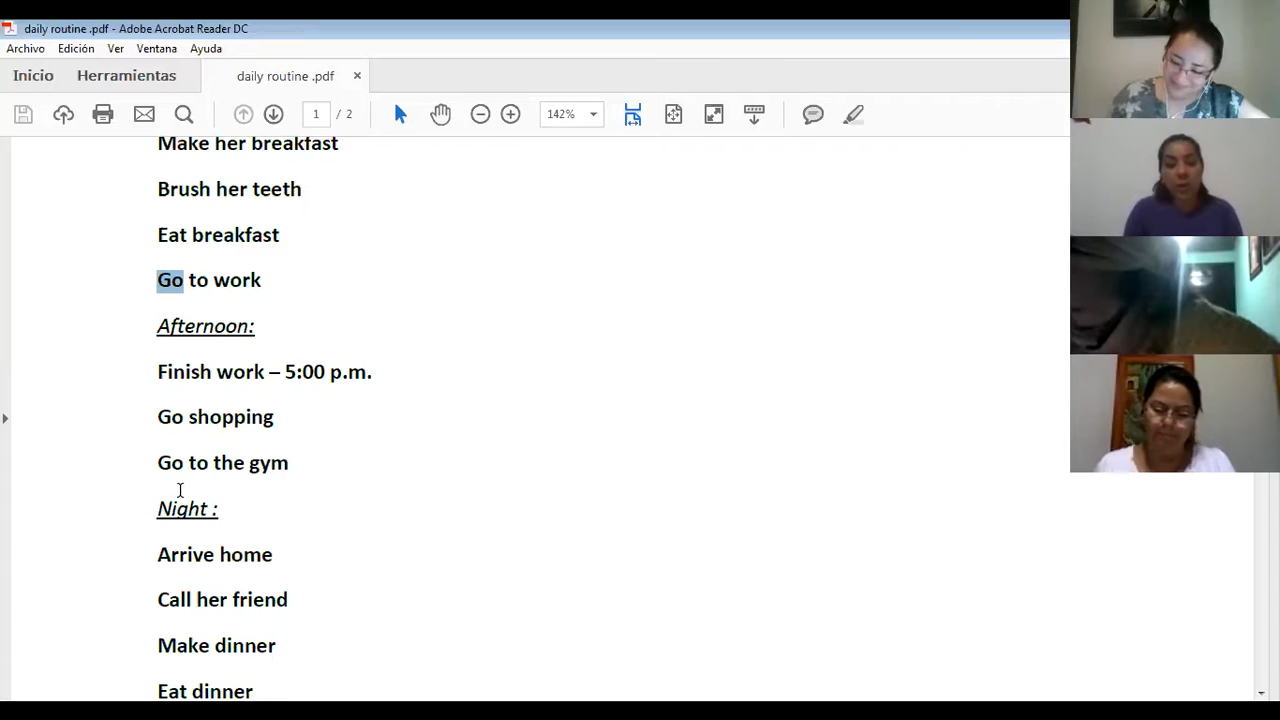 daily routine .pdf - Adobe Acrobat Reader DC
Archivo Edición Ver Ventana Ayuda
Inicio Herramientas daily routine .pdf ×
1 / 2 142%
Make her breakfast
Brush her teeth
Eat breakfast
Go to work
Afternoon:
Finish work – 5:00 p.m.
Go shopping
Go to the gym
Night :
Arrive home
Call her friend
Make dinner
Eat dinner